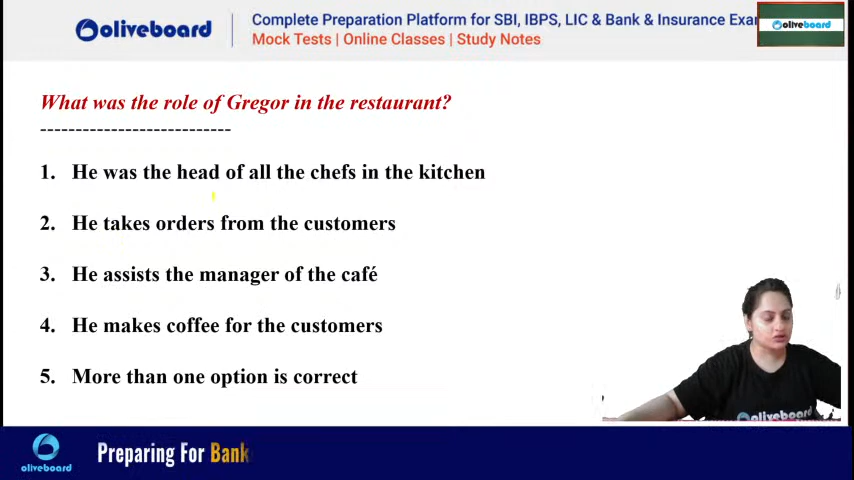 oliveboard
Complete Preparation Platform for SBI, IBPS, LIC & Bank & Insurance Exa
Mock Tests | Online Classes | Study Notes
oliveboard
What was the role of Gregor in the restaurant?
---------------------------
1. He was the head of all the chefs in the kitchen
2. He takes orders from the customers
3. He assists the manager of the café
4. He makes coffee for the customers
5. More than one option is correct
oliveboard
oliveboard
Preparing For Bank